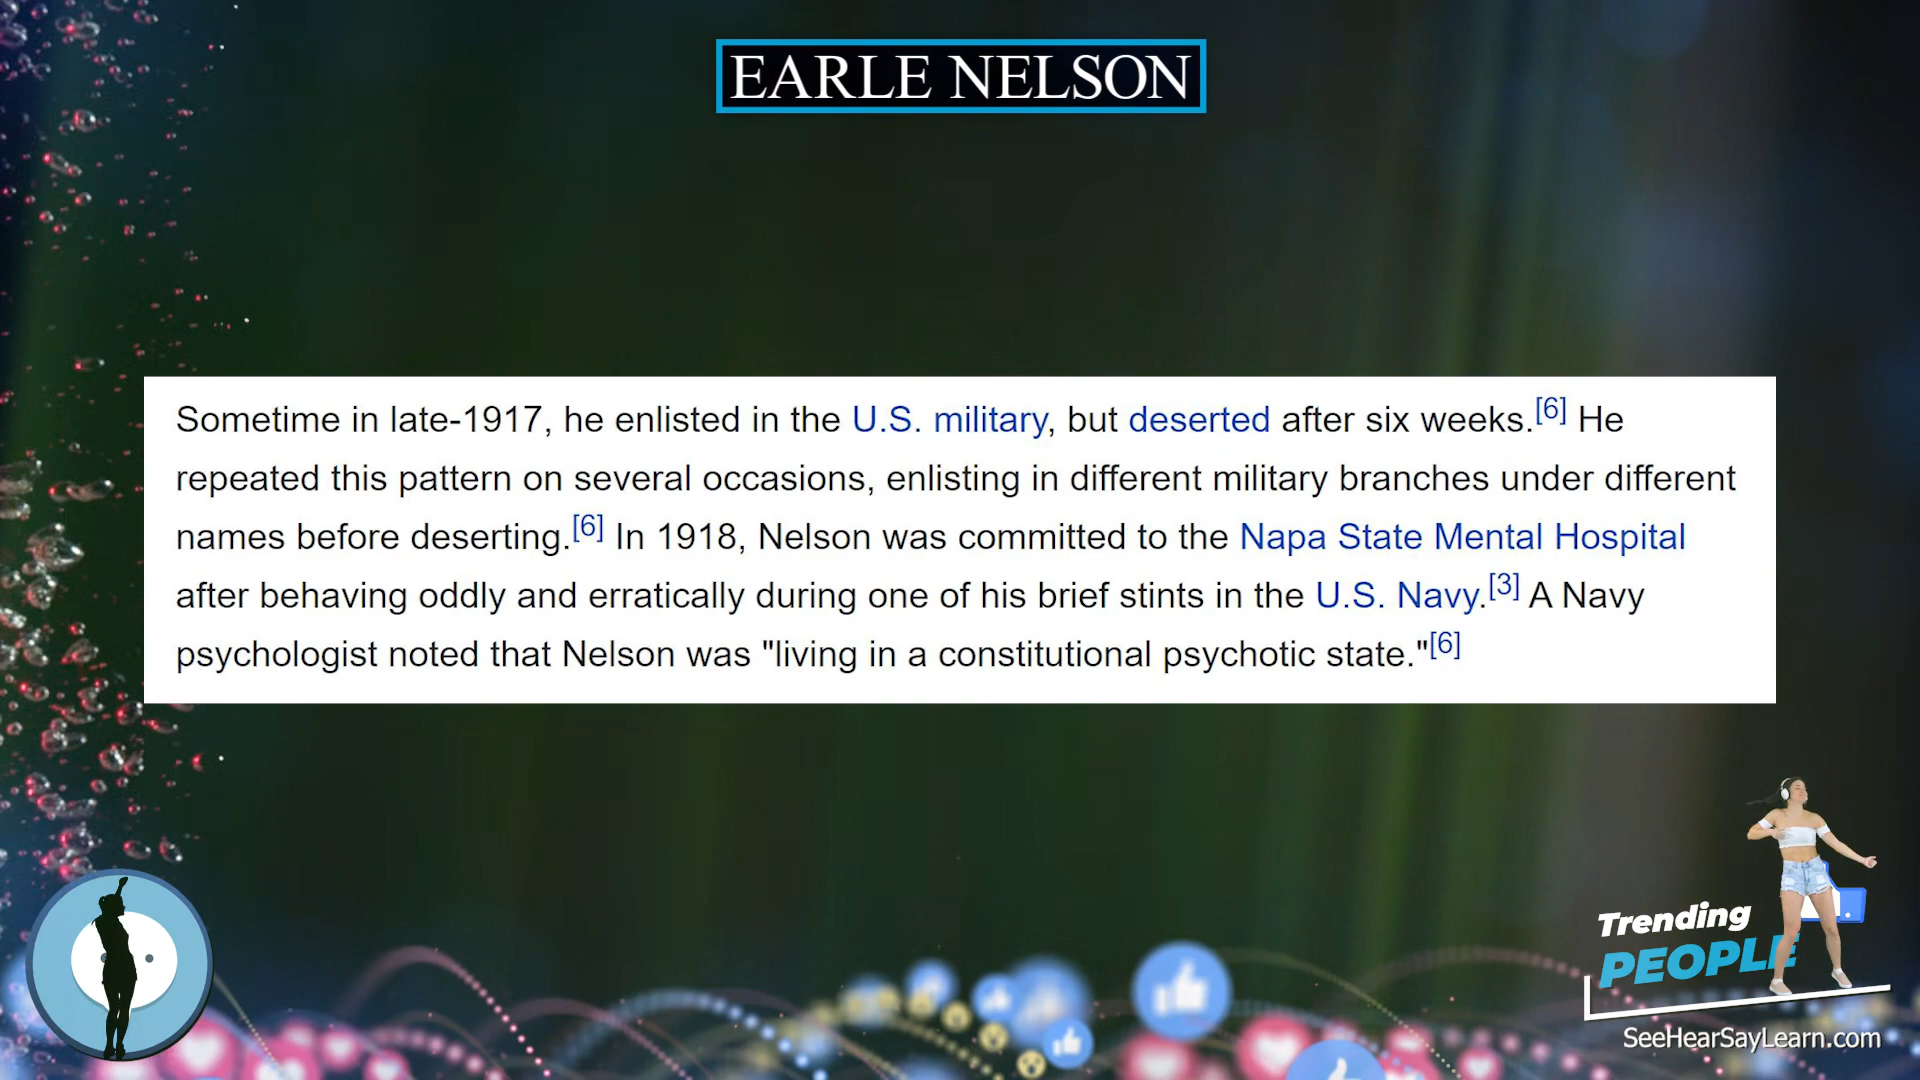 EARLE NELSON
Sometime in late-1917, he enlisted in the U.S. military, but deserted after six weeks.[6] He
repeated this pattern on several occasions, enlisting in different military branches under different
names before deserting.[6] In 1918, Nelson was committed to the Napa State Mental Hospital
after behaving oddly and erratically during one of his brief stints in the U.S. Navy.[3] A Navy
psychologist noted that Nelson was "living in a constitutional psychotic state."[6]
Trending
PEOPLE
SeeHearSayLearn.com